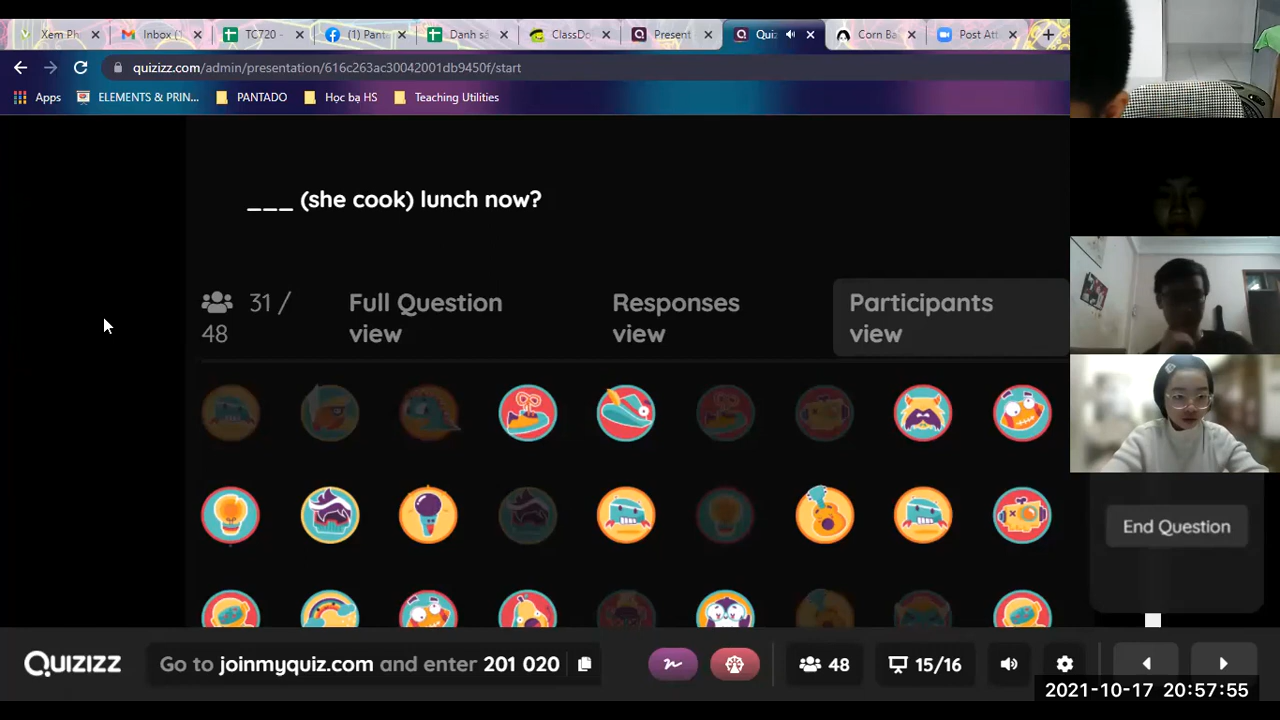 Xem Ph
Inbox (
TC720 -
(1) Pant
Danh sá
ClassDo
Present
Quiz
Corn Ba
Post Att
quizizz.com/admin/presentation/616c263ac30042001db9450f/start
Apps
ELEMENTS & PRIN...
PANTADO
Học bạ HS
Teaching Utilities
___ (she cook) lunch now?
31 /
48
Full Question
view
Responses
view
Participants
view
End Question
Quizizz
Go to joinmyquiz.com and enter 201 020
48
15/16
2021-10-17 20:57:55